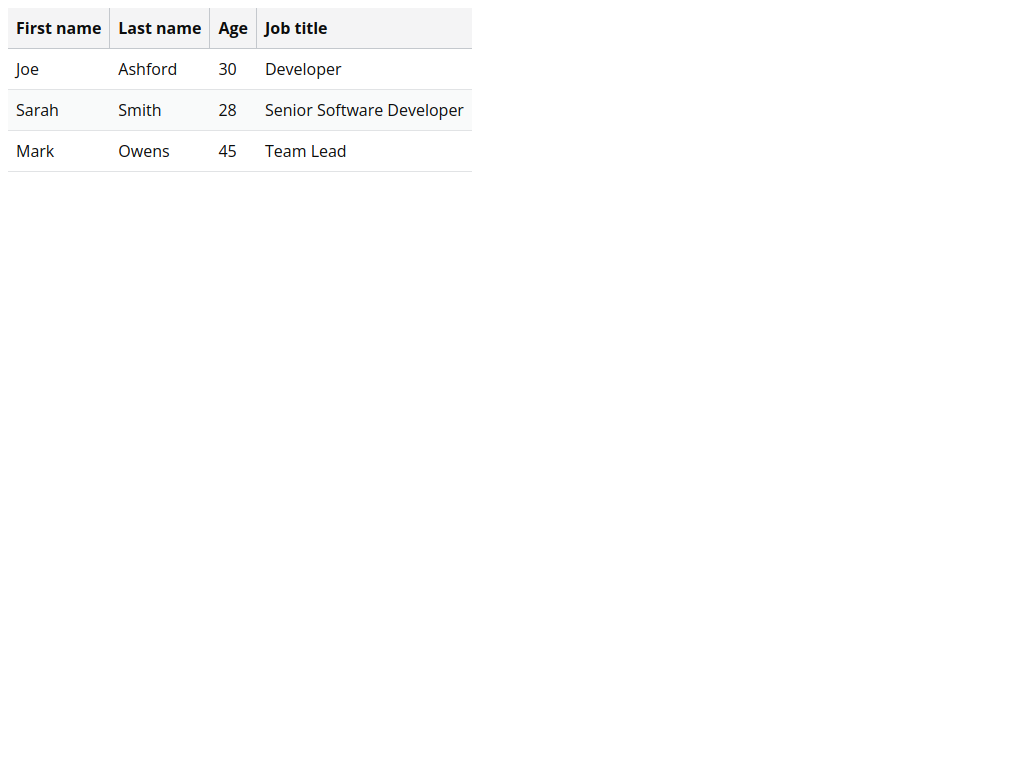 First name Last name Age Job title
Joe Ashford 30 Developer
Sarah Smith 28 Senior Software Developer
Mark Owens 45 Team Lead